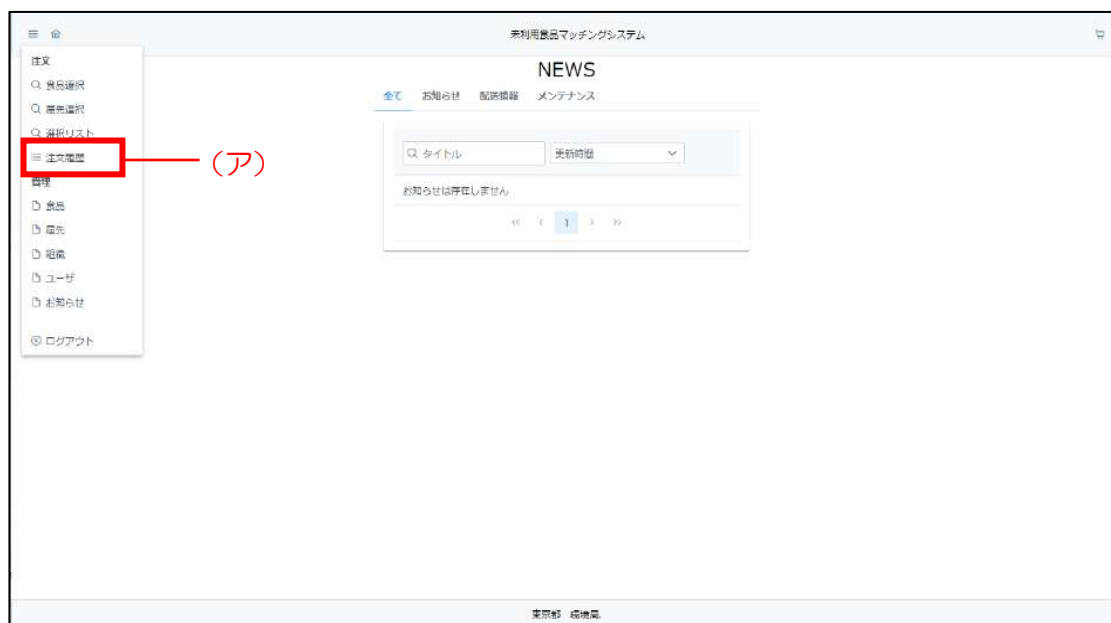 未利用食品マッチングシステム
注文
食品選択
届先選択
選択リスト
注文履歴
管理
食品
届先
組織
ユーザ
お知らせ
ログアウト
(ア)
NEWS
全て お知らせ 配送情報 メンテナンス
タイトル 更新時間
お知らせは存在しません
<< < 1 > >>
東京都 環境局